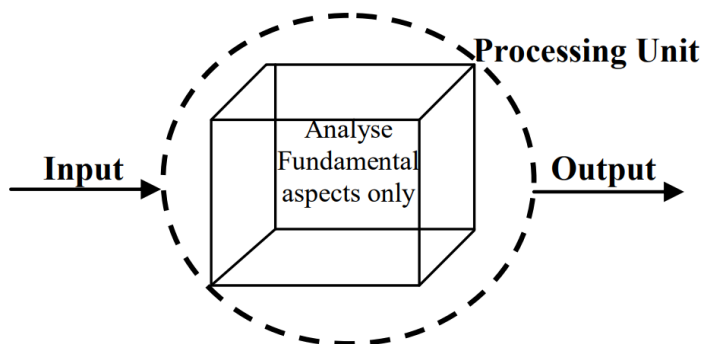 Processing Unit
Analyse
Fundamental
aspects only
Input
Output